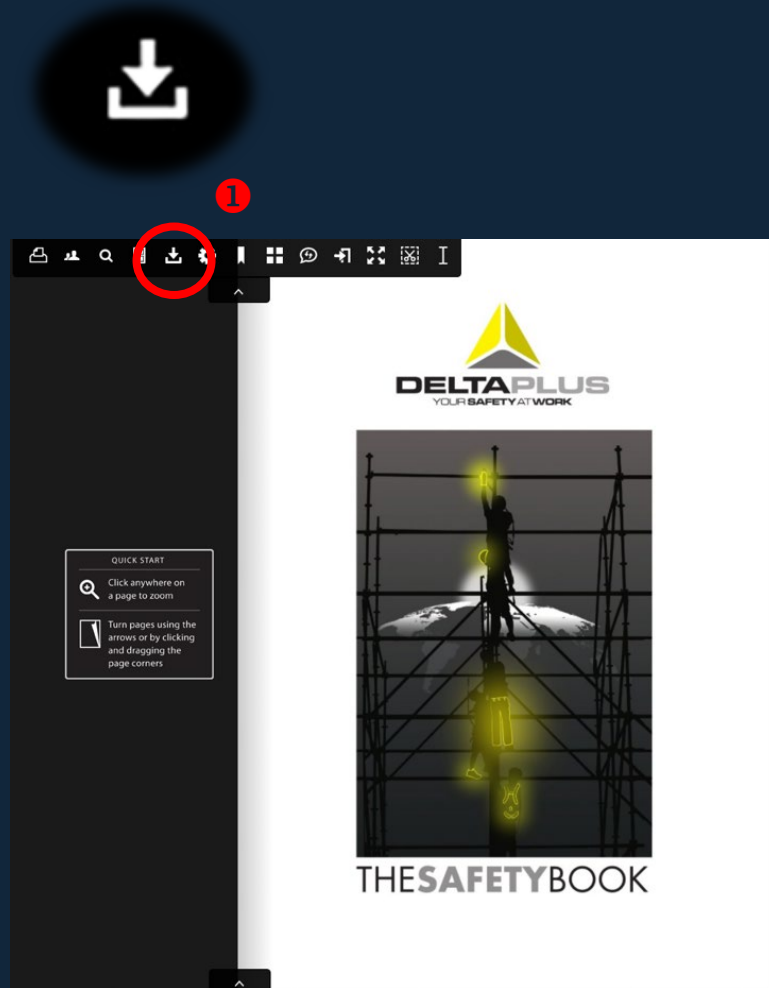 ❶
DELTAPLUS
YOUR SAFETY AT WORK
QUICK START
Click anywhere on
a page to zoom
Turn pages using the
arrows or by clicking
and dragging the
page corners
THESAFETYBOOK